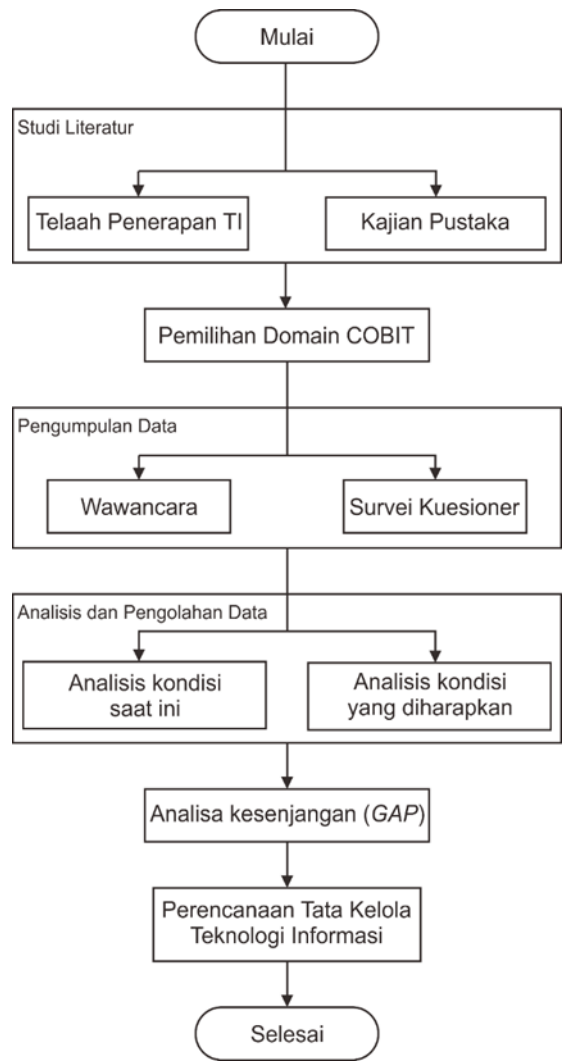 Mulai
Studi Literatur
Telaah Penerapan TI
Kajian Pustaka
Pemilihan Domain COBIT
Pengumpulan Data
Wawancara
Survei Kuesioner
Analisis dan Pengolahan Data
Analisis kondisi
saat ini
Analisis kondisi
yang diharapkan
Analisa kesenjangan (GAP)
Perencanaan Tata Kelola
Teknologi Informasi
Selesai